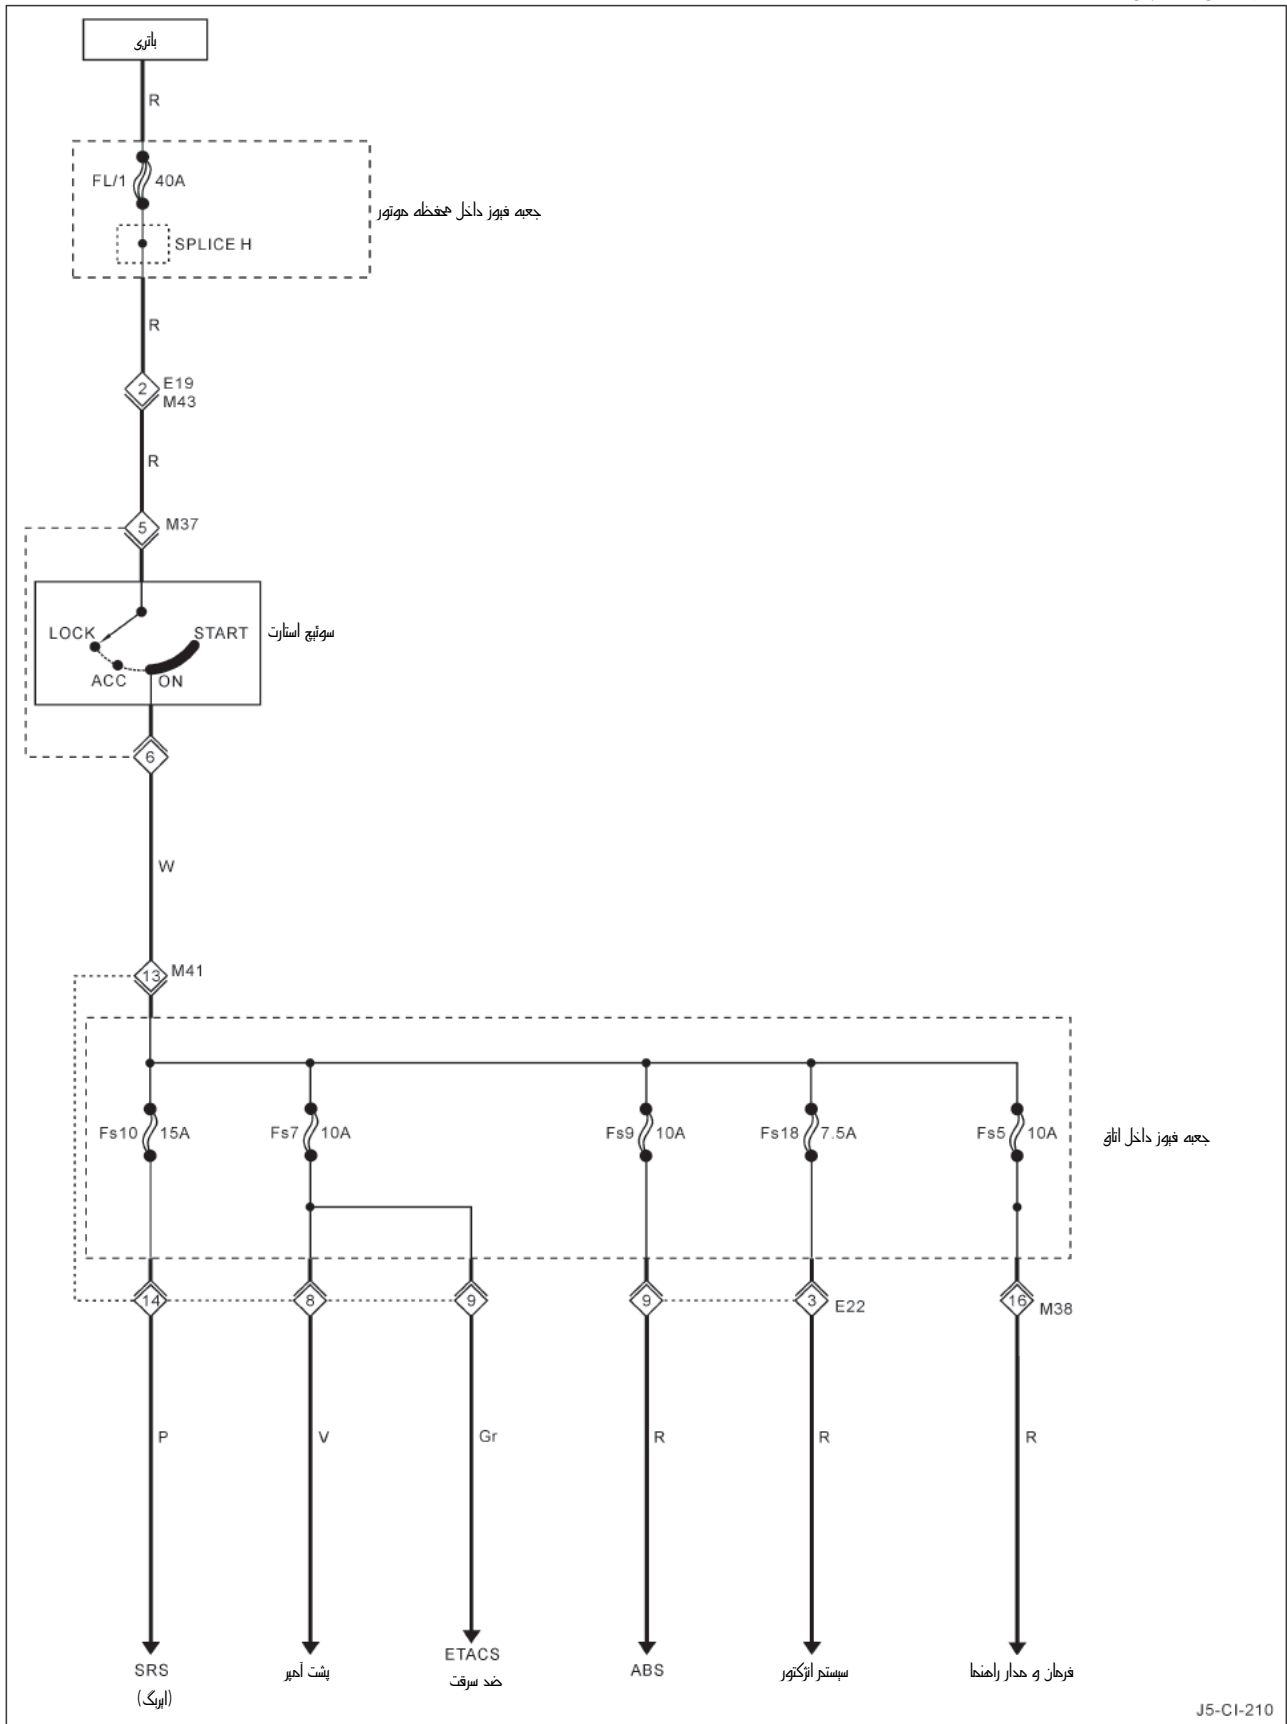 باتری
R
FL/1 40A
جعبه فیوز داخل محفظه موتور
SPLICE H
R
2 E19
M43
R
5 M37
LOCK START
سوئیچ استارت
ACC ON
6
W
13 M41
Fs10 15A Fs7 10A Fs9 10A Fs18 7.5A Fs5 10A
جعبه فیوز داخل اتاق
14 8 9 9 3 E22 16 M38
P V Gr R R R
SRS
(ایربگ)
پشت آمپر
ETACS
ضد سرقت
ABS
سیستم انژکتور
فرمان و مدار راهنما
J5-CI-210